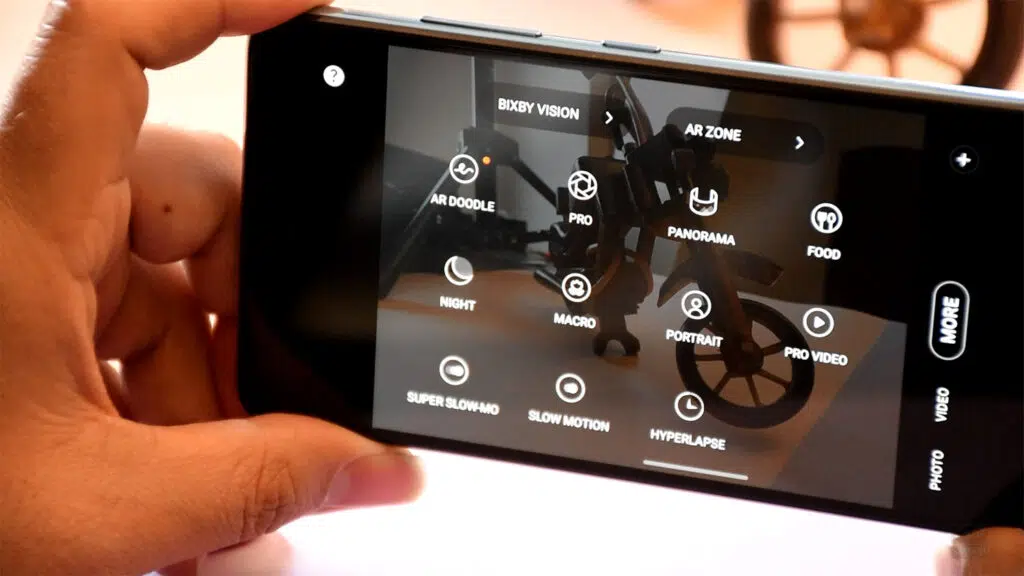 ?
BIXBY VISION >
AR ZONE >
AR DOODLE
PRO
PANORAMA
FOOD
NIGHT
MACRO
PORTRAIT
PRO VIDEO
SUPER SLOW-MO
SLOW MOTION
HYPERLAPSE
MORE
VIDEO
PHOTO